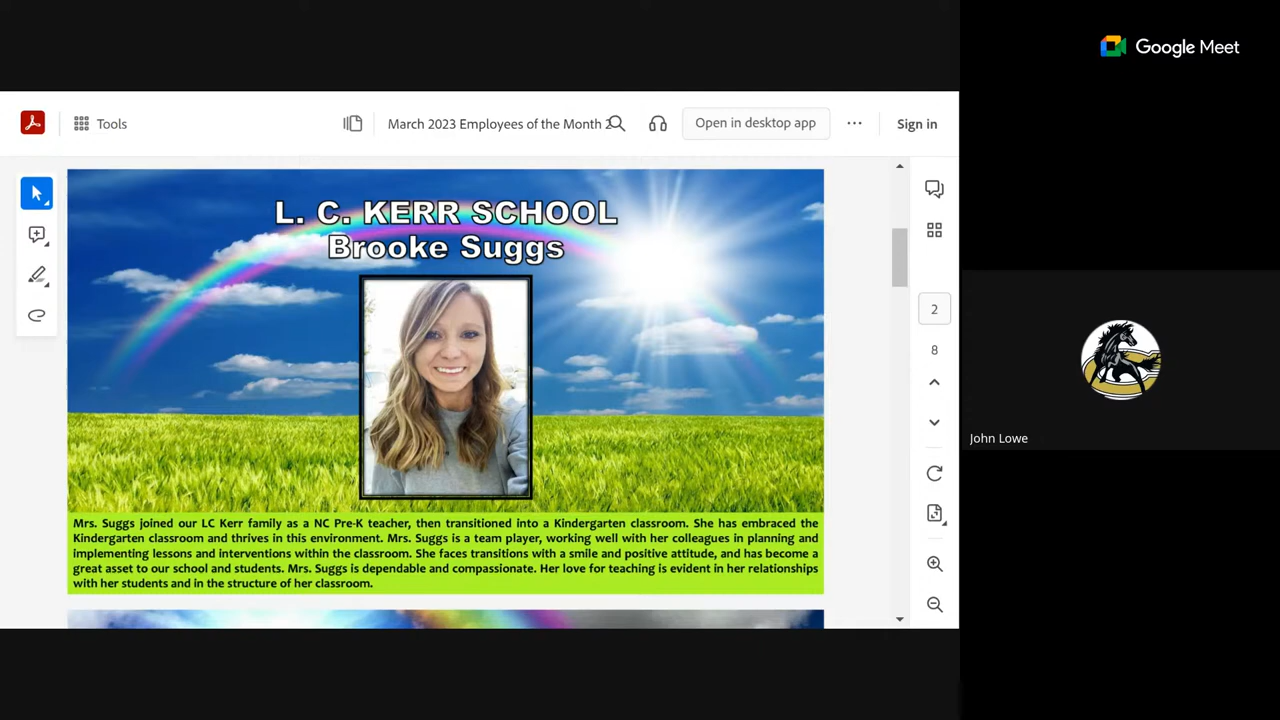 Google Meet
Tools
March 2023 Employees of the Month
Open in desktop app
Sign in
L. C. KERR SCHOOL
Brooke Suggs
2
8
John Lowe
Mrs. Suggs joined our LC Kerr family as a NC Pre-K teacher, then transitioned into a Kindergarten classroom. She has embraced the
Kindergarten classroom and thrives in this environment. Mrs. Suggs is a team player, working well with her colleagues in planning and
implementing lessons and interventions within the classroom. She faces transitions with a smile and positive attitude, and has become a
great asset to our school and students. Mrs. Suggs is dependable and compassionate. Her love for teaching is evident in her relationships
with her students and in the structure of her classroom.